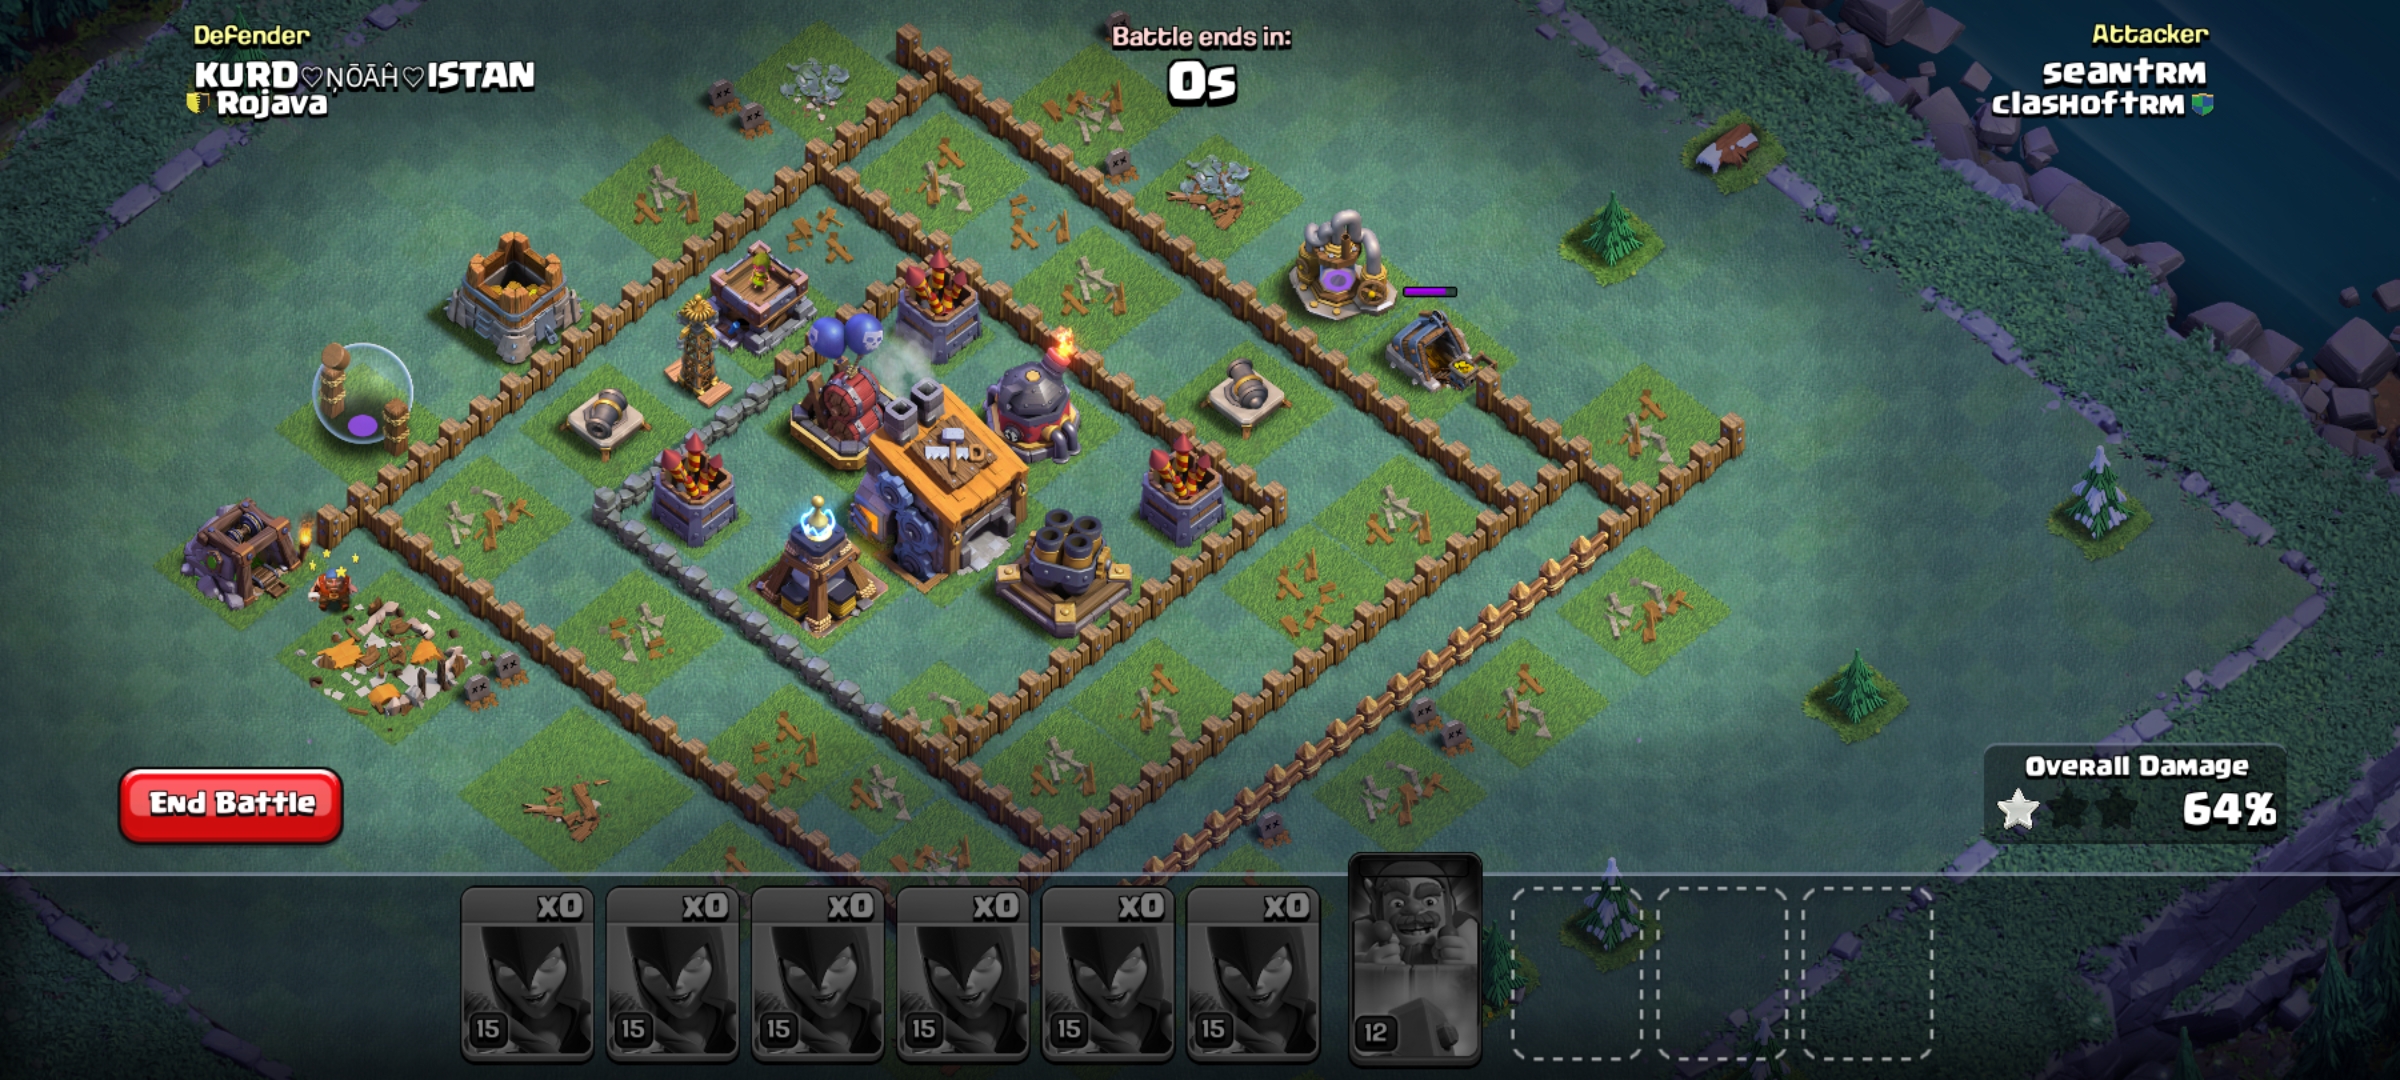 Defender
KURD♡ŅŌĀĤ♡ISTAN
Rojava
Battle ends in:
0s
Attacker
seantRM
clashoftRM
End Battle
Overall Damage
64%
x0 x0 x0 x0 x0 x0
15 15 15 15 15 15 12